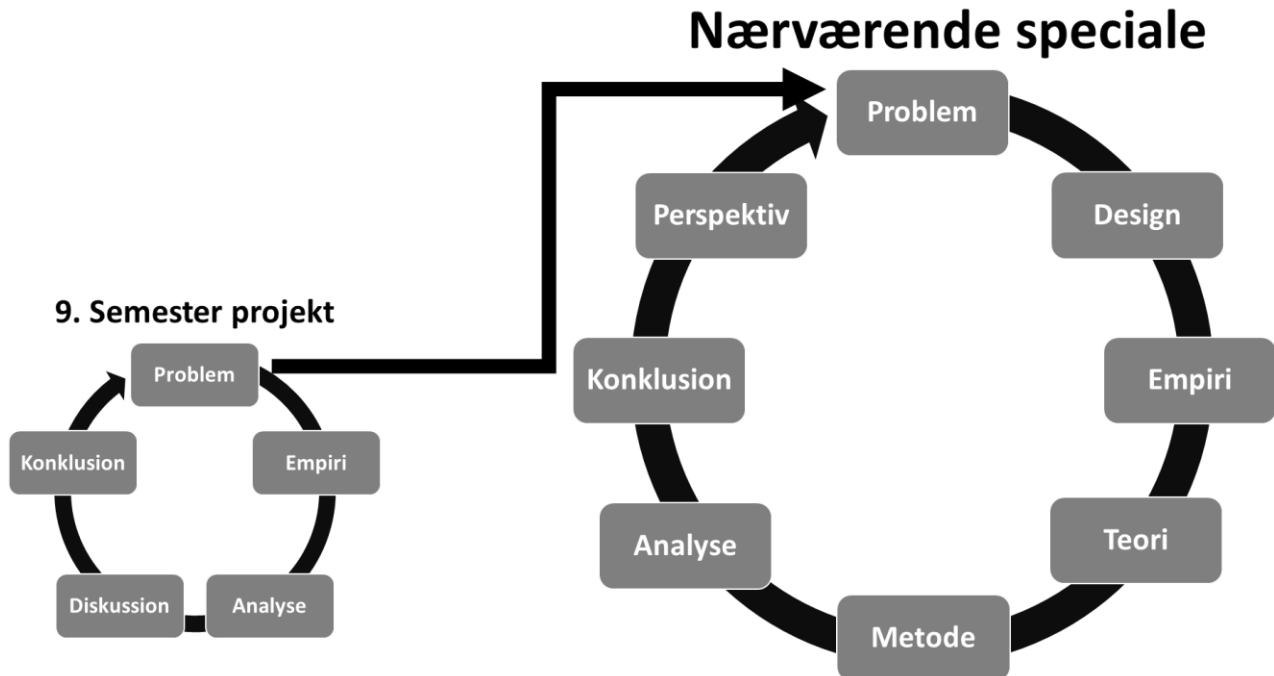 Nærværende speciale
Problem
Design
Empiri
Teori
Metode
Analyse
Konklusion
Perspektiv
9. Semester projekt
Problem
Empiri
Analyse
Diskussion
Konklusion